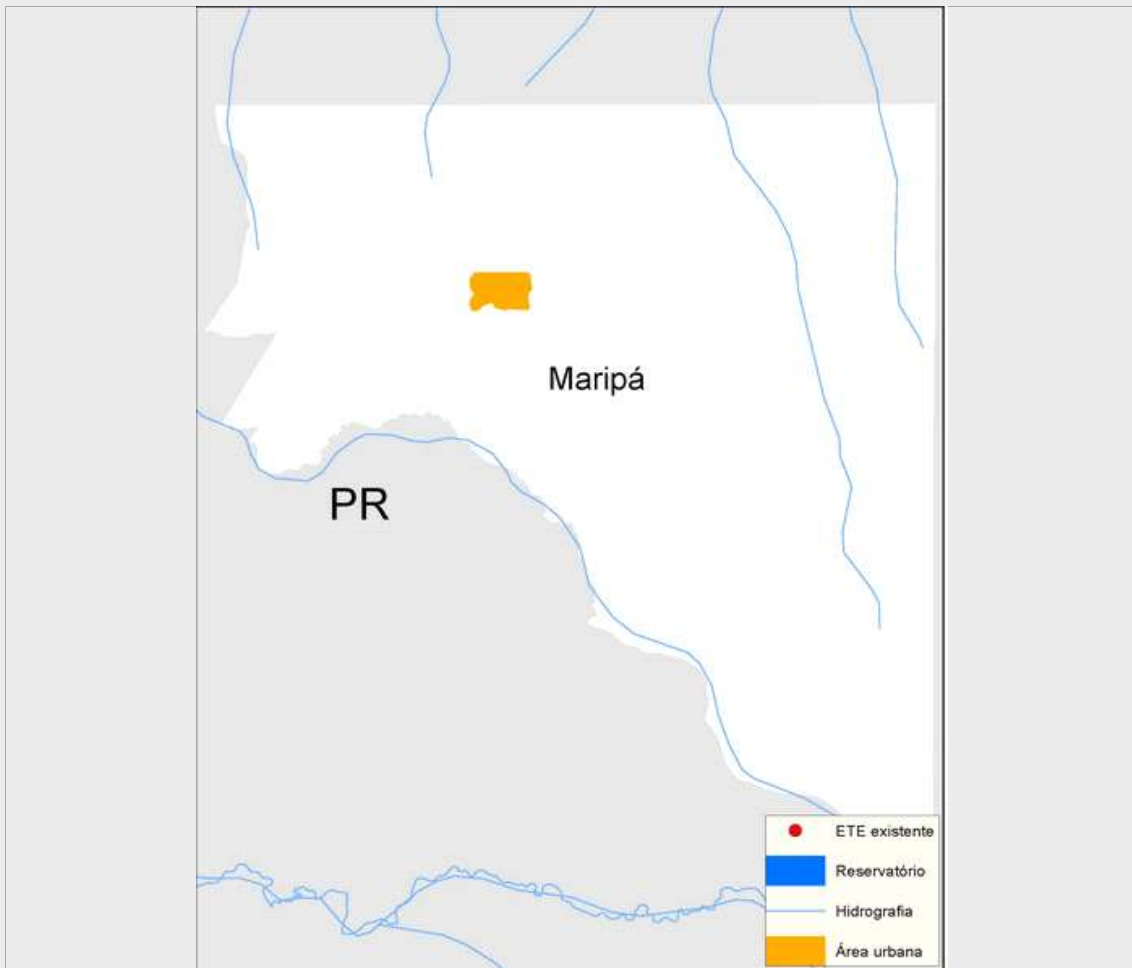 Maripá
PR
ETE existente
Reservatório
Hidrografia
Área urbana